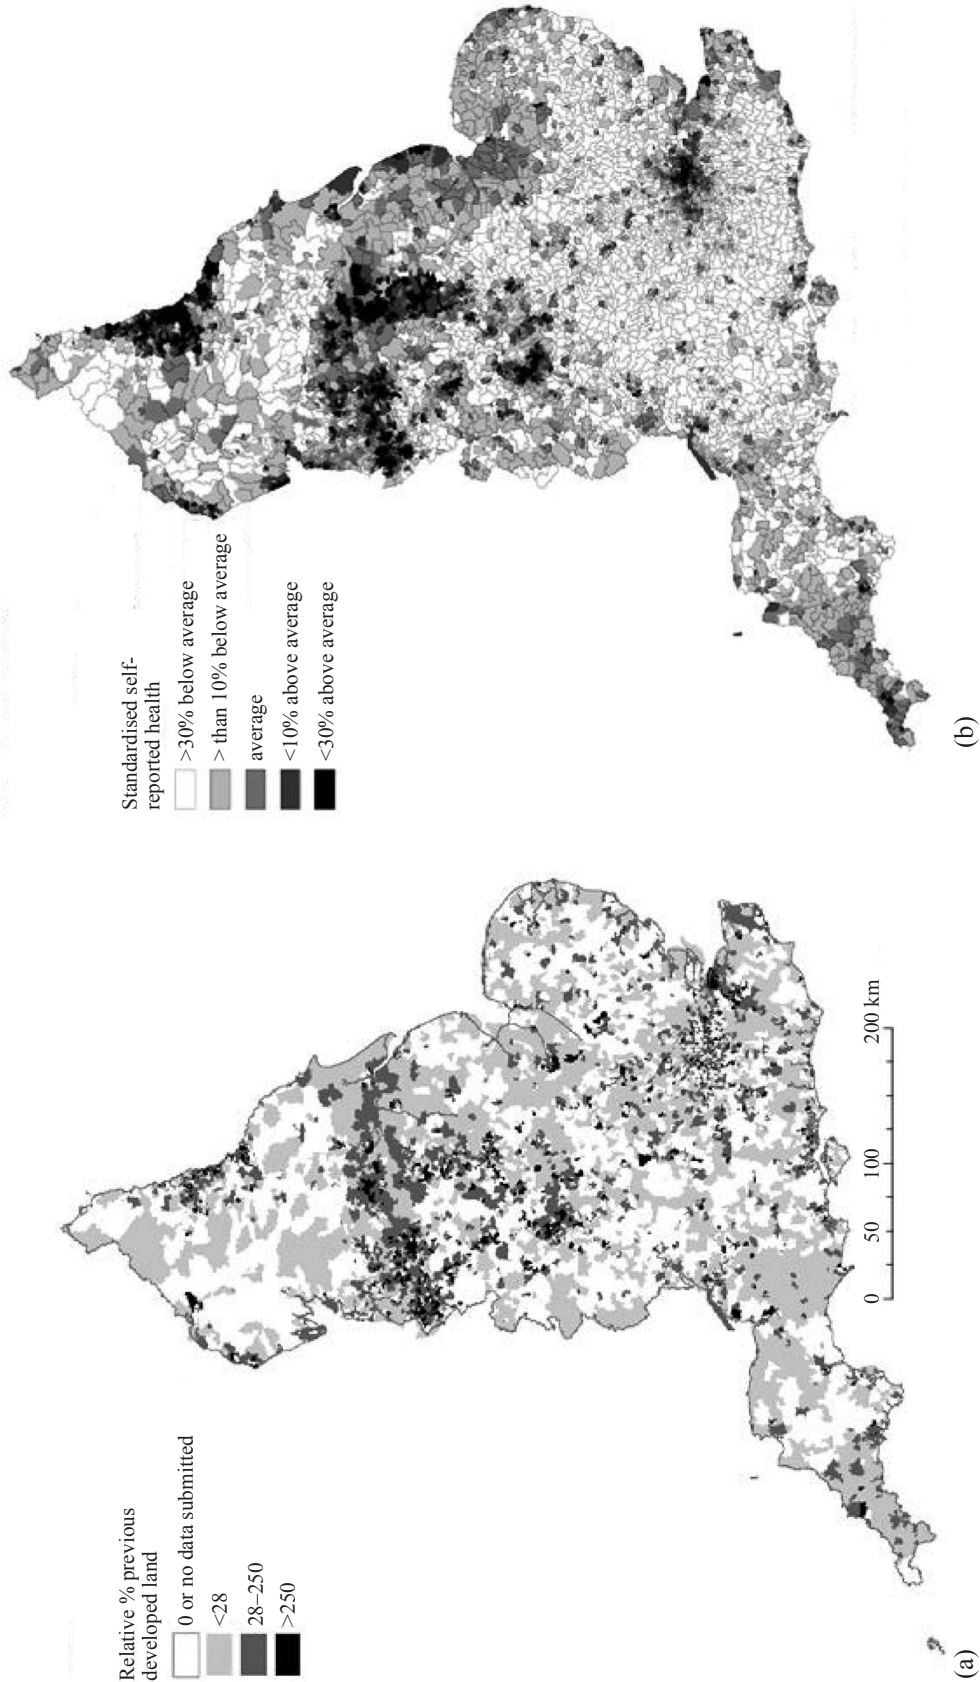 Relative % previous
developed land
0 or no data submitted
<28
28–250
>250
0
50
100
200 km
(a)
Standardised self-
reported health
>30% below average
> than 10% below average
average
<10% above average
<30% above average
(b)